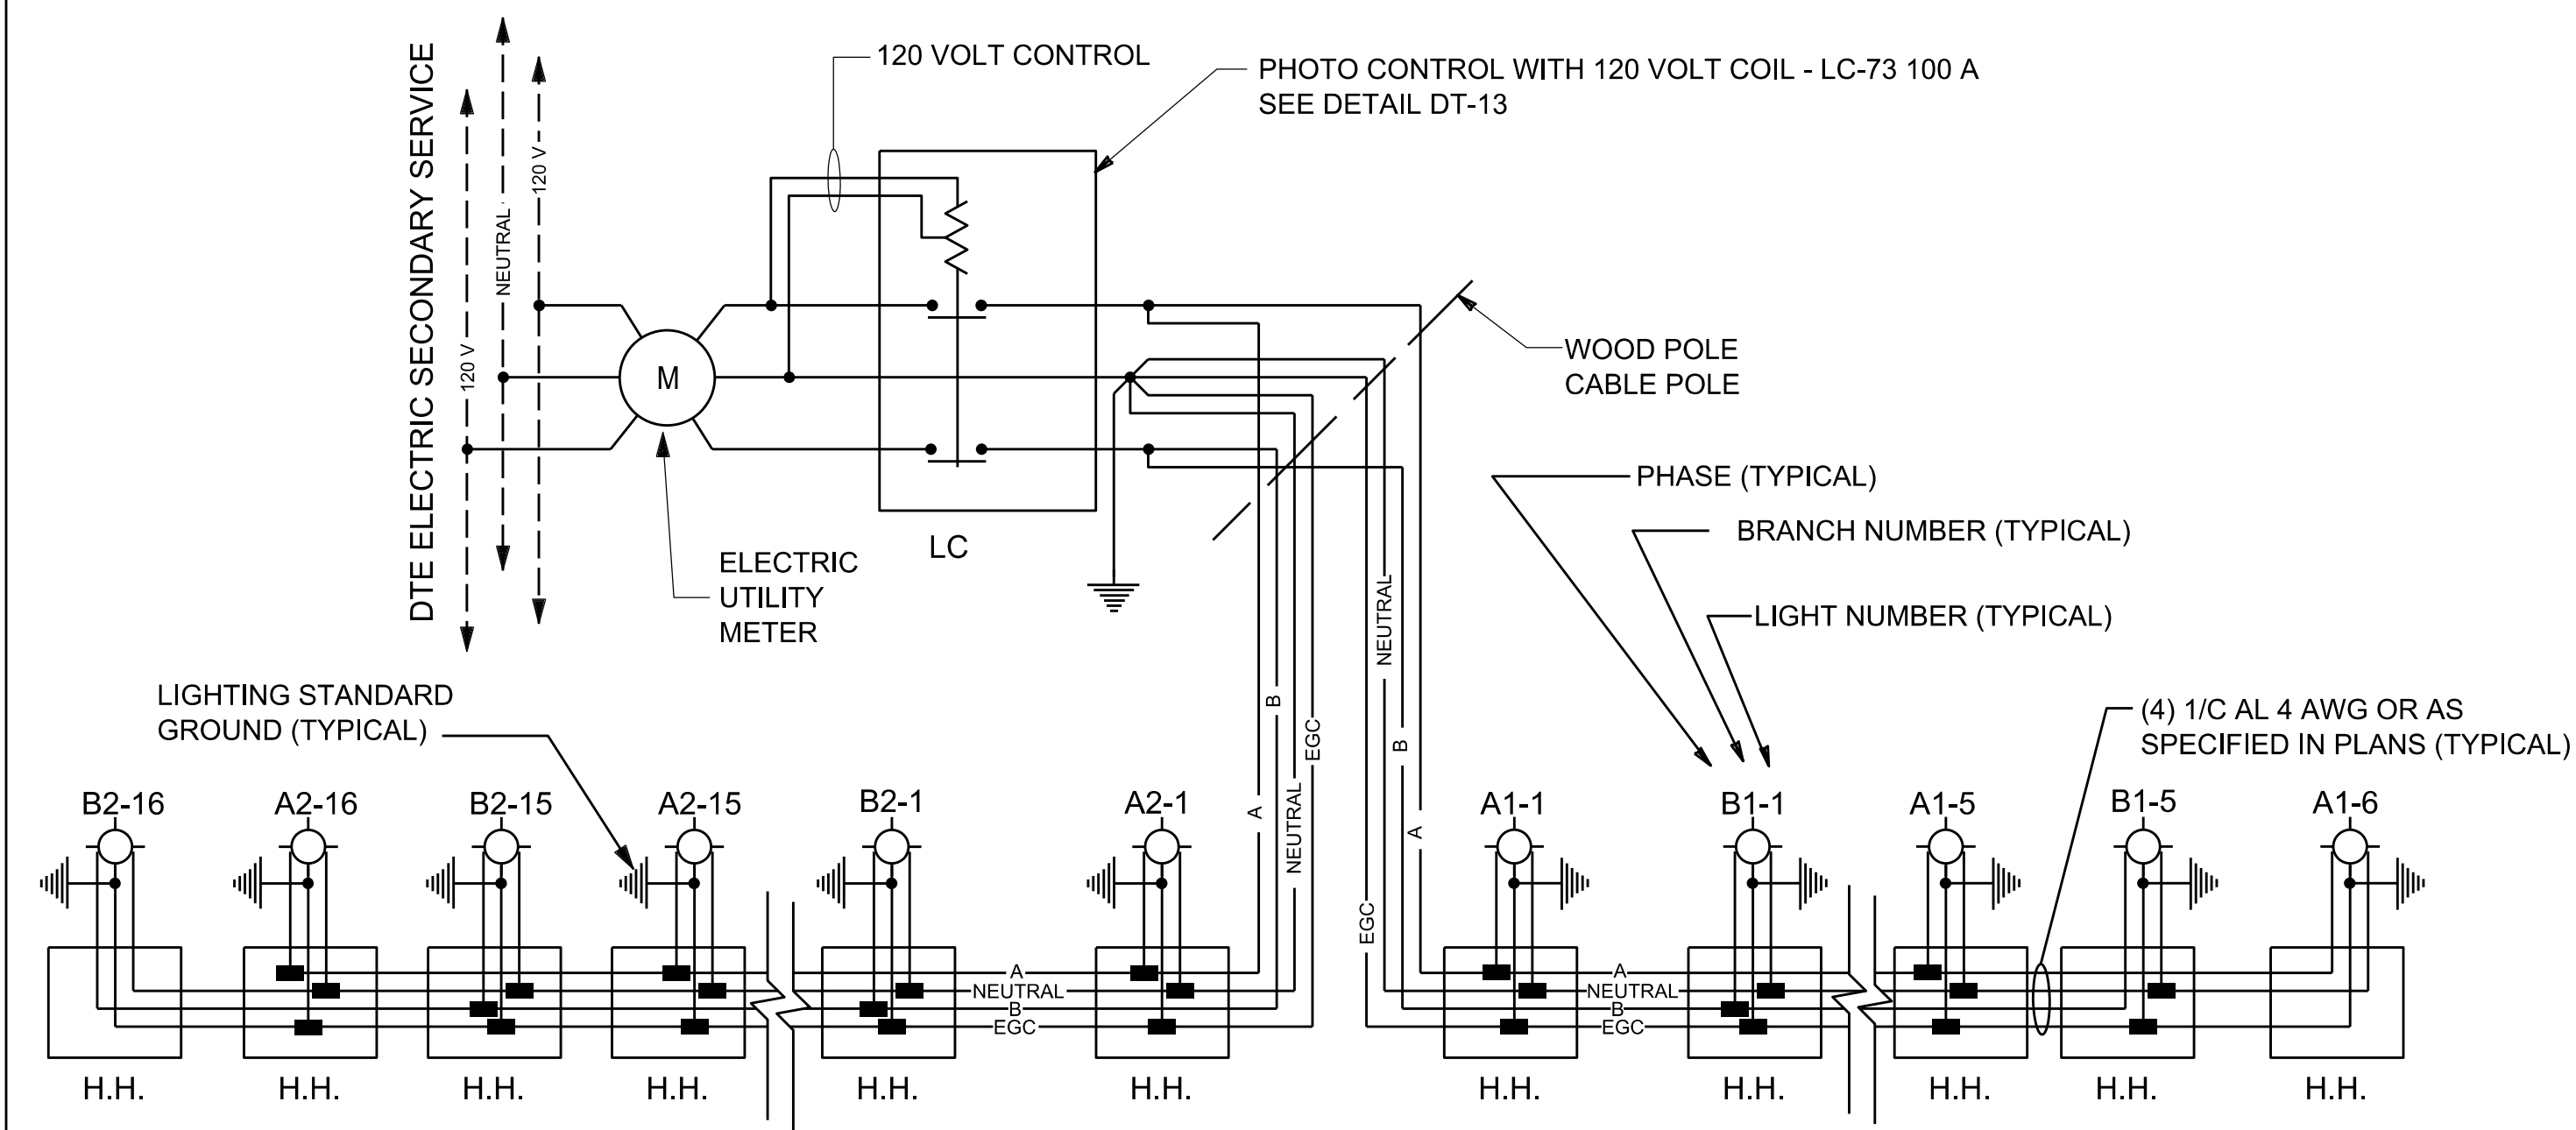 120 VOLT CONTROL
PHOTO CONTROL WITH 120 VOLT COIL - LC-73 100 A
SEE DETAIL DT-13
DTE ELECTRIC SECONDARY SERVICE
120 V
NEUTRAL
120 V
M
LC
ELECTRIC
UTILITY
METER
WOOD POLE
CABLE POLE
PHASE (TYPICAL)
BRANCH NUMBER (TYPICAL)
LIGHT NUMBER (TYPICAL)
LIGHTING STANDARD
GROUND (TYPICAL)
(4) 1/C AL 4 AWG OR AS
SPECIFIED IN PLANS (TYPICAL)
A
B
NEUTRAL
EGC
EGC
NEUTRAL
B
A
B2-16 A2-16 B2-15 A2-15 B2-1 A2-1 A1-1 B1-1 A1-5 B1-5 A1-6
A A
NEUTRAL NEUTRAL
B B
EGC EGC
H.H. H.H. H.H. H.H. H.H. H.H. H.H. H.H. H.H. H.H. H.H.